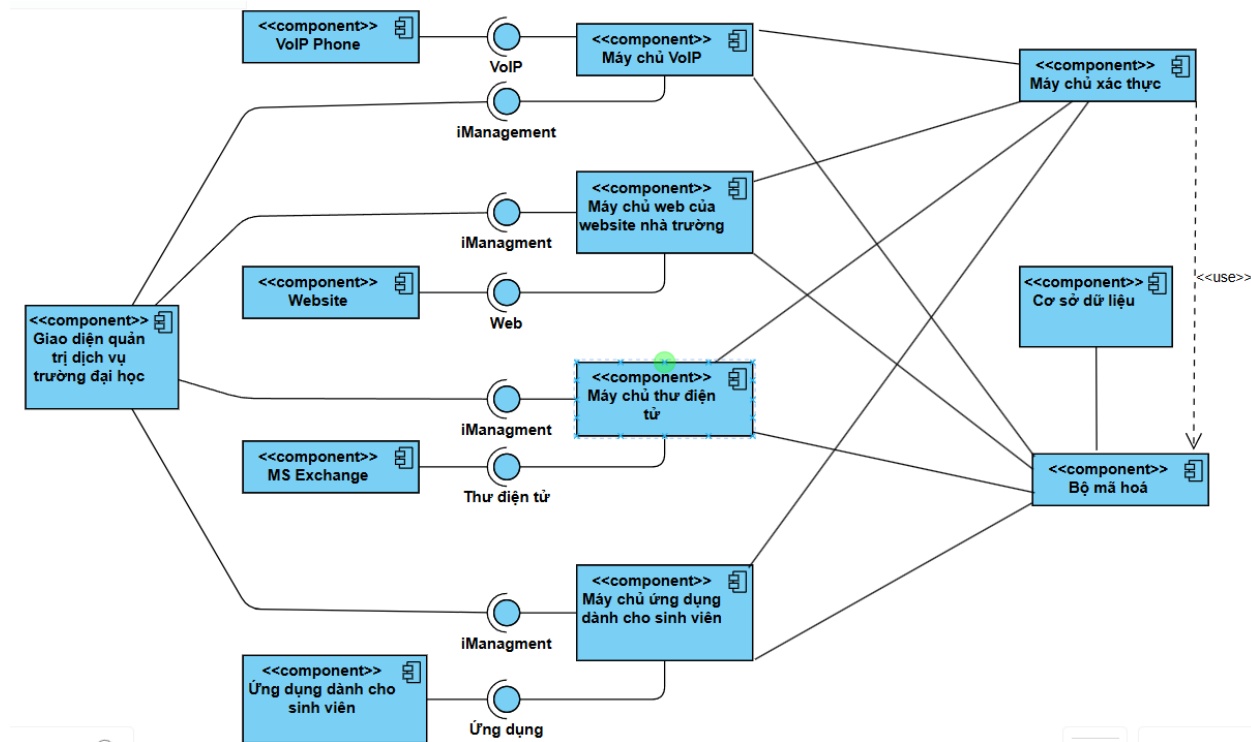 <<component>>
VoIP Phone
VoIP
<<component>>
Máy chủ VoIP
<<component>>
Máy chủ xác thực
iManagement
<<component>>
Máy chủ web của
website nhà trường
iManagment
<<component>>
Website
Web
<<component>>
Cơ sở dữ liệu
<<use>>
<<component>>
Giao diện quản
trị dịch vụ
trường đại học
<<component>>
Máy chủ thư điện
tử
iManagment
<<component>>
MS Exchange
Thư điện tử
<<component>>
Bộ mã hoá
<<component>>
Máy chủ ứng dụng
dành cho sinh viên
iManagment
<<component>>
Ứng dụng dành cho
sinh viên
Ứng dụng